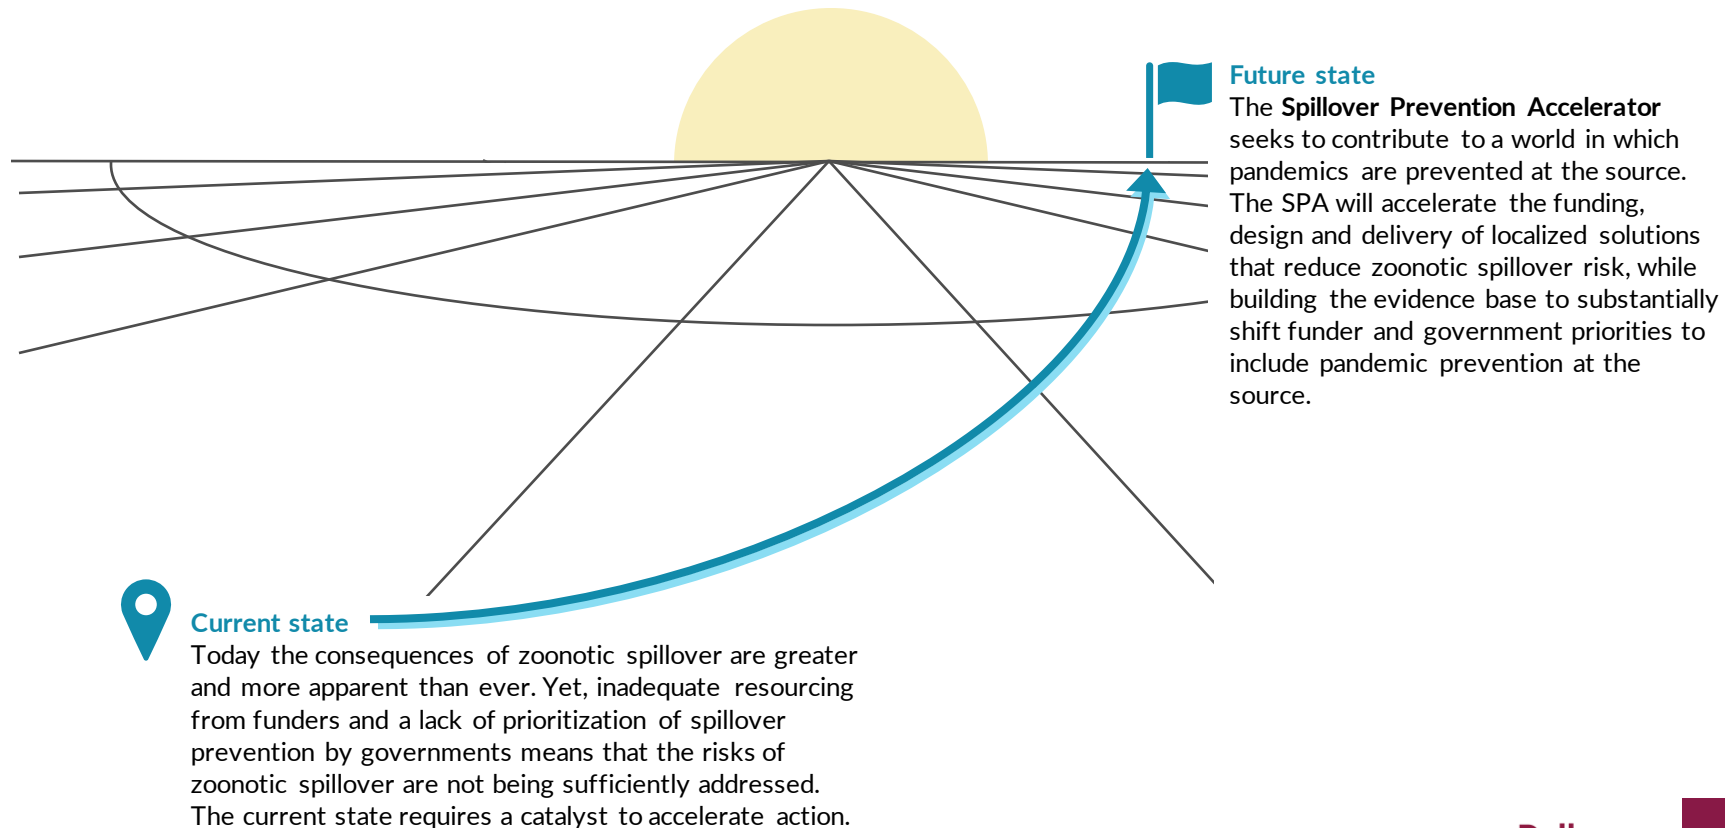 Future state
The Spillover Prevention Accelerator
seeks to contribute to a world in which
pandemics are prevented at the source.
The SPA will accelerate the funding,
design and delivery of localized solutions
that reduce zoonotic spillover risk, while
building the evidence base to substantially
shift funder and government priorities to
include pandemic prevention at the
source.
Current state
Today the consequences of zoonotic spillover are greater
and more apparent than ever. Yet, inadequate resourcing
from funders and a lack of prioritization of spillover
prevention by governments means that the risks of
zoonotic spillover are not being sufficiently addressed.
The current state requires a catalyst to accelerate action.